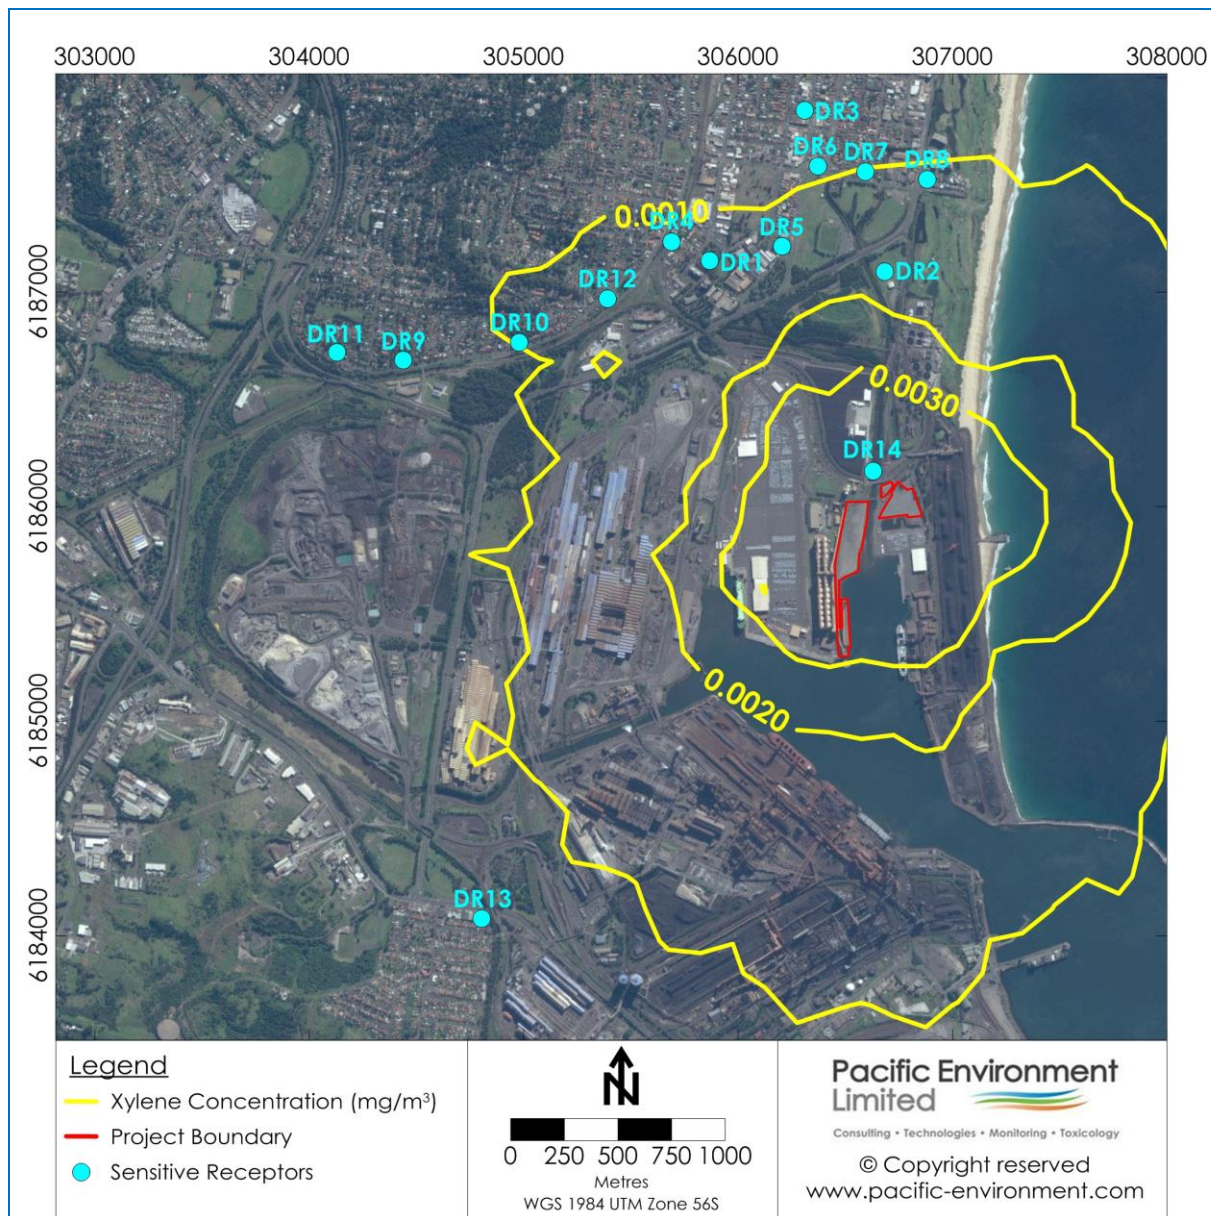 303000 304000 305000 306000 307000 308000
DR3
DR6
DR7
DR8
0.0010
DR4
DR5
DR1
DR2
6187000
DR12
DR10
DR11
DR9
0.0030
DR14
6186000
0.0020
6185000
DR13
6184000
Legend
Xylene Concentration (mg/m³)
Project Boundary
Sensitive Receptors
N
0 250 500 750 1000
Metres
WGS 1984 UTM Zone 56S
Pacific Environment
Limited
Consulting • Technologies • Monitoring • Toxicology
© Copyright reserved
www.pacific-environment.com